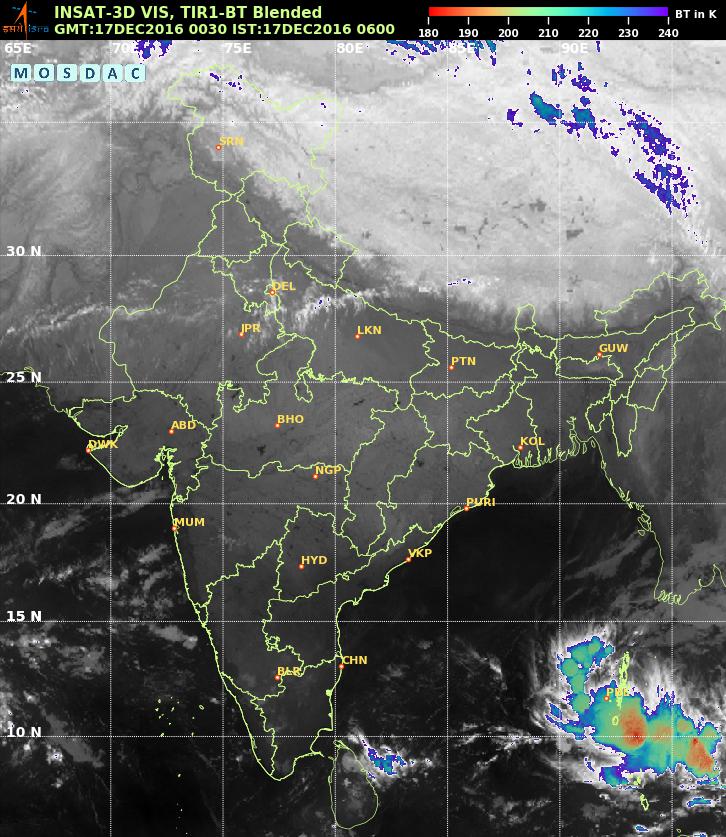 INSAT-3D VIS, TIR1-BT Blended
GMT:17DEC2016 0030 IST:17DEC2016 0600
BT in K
180 190 200 210 220 230 240
65E 70E 75E 80E 85E 90E
M O S D A C
SRN
30 N
DEL
JPR
LKN
GUW
PTN
25 N
ABD
BHO
DWK
KOL
NGP
20 N
PURI
MUM
VKP
HYD
15 N
CHN
BLR
10 N